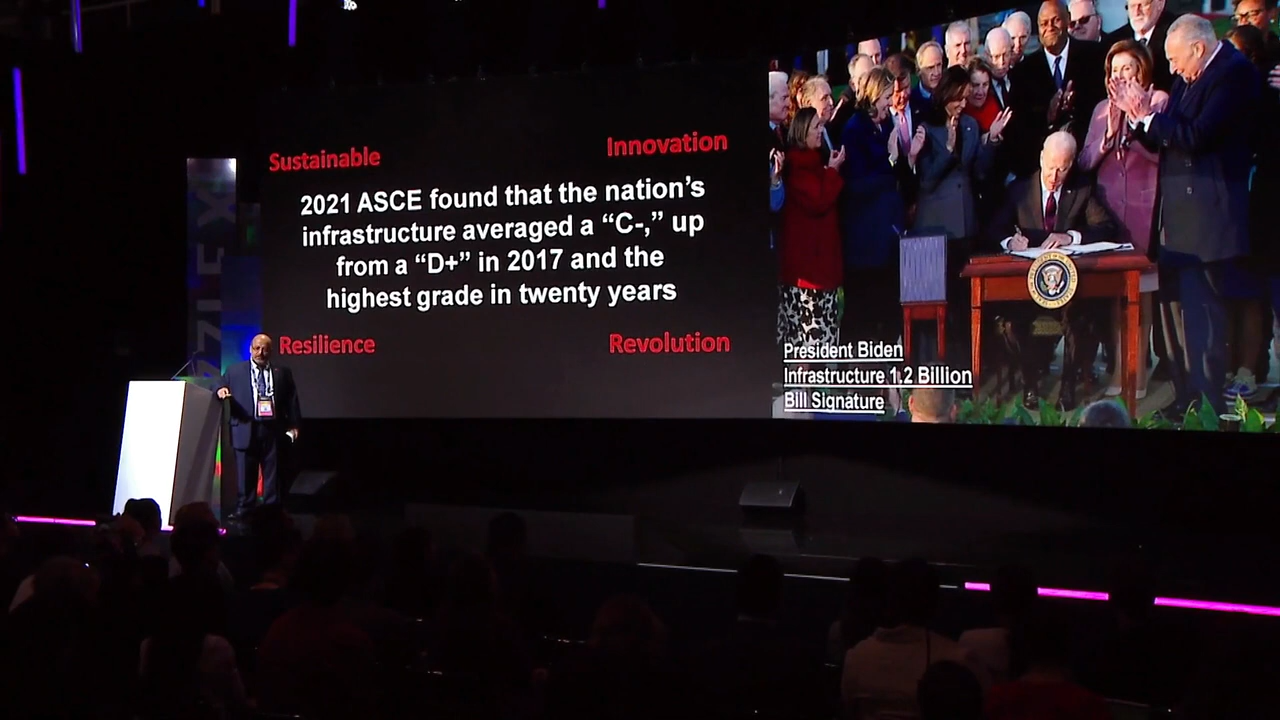 Sustainable
Innovation
2021 ASCE found that the nation's
infrastructure averaged a “C-,” up
from a “D+” in 2017 and the
highest grade in twenty years
Resilience
Revolution
President Biden
Infrastructure 1.2 Billion
Bill Signature